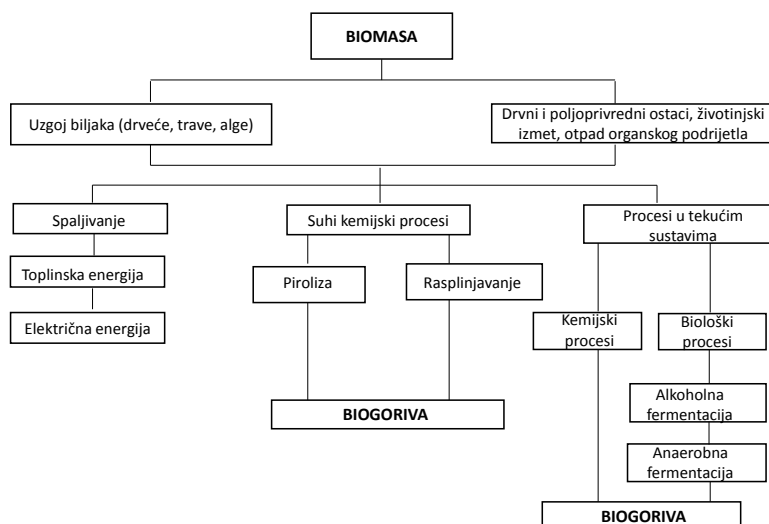 BIOMASA
Uzgoj biljaka (drveće, trave, alge)
Drvni i poljoprivredni ostaci, životinjski
izmet, otpad organskog podrijetla
Spaljivanje
Suhi kemijski procesi
Procesi u tekućim
sustavima
Toplinska energija
Piroliza
Rasplinjavanje
Električna energija
Kemijski
procesi
Biološki
procesi
BIOGORIVA
Alkoholna
fermentacija
Anaerobna
fermentacija
BIOGORIVA